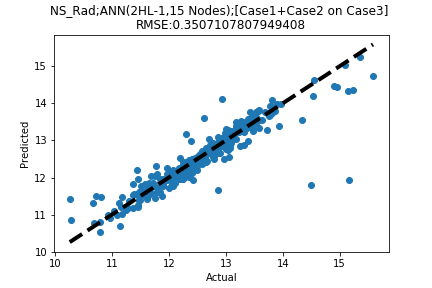 NS_Rad;ANN(2HL-1,15 Nodes);[Case1+Case2 on Case3]
RMSE:0.3507107807949408
15
14
13
12
11
10
Predicted
10 11 12 13 14 15
Actual